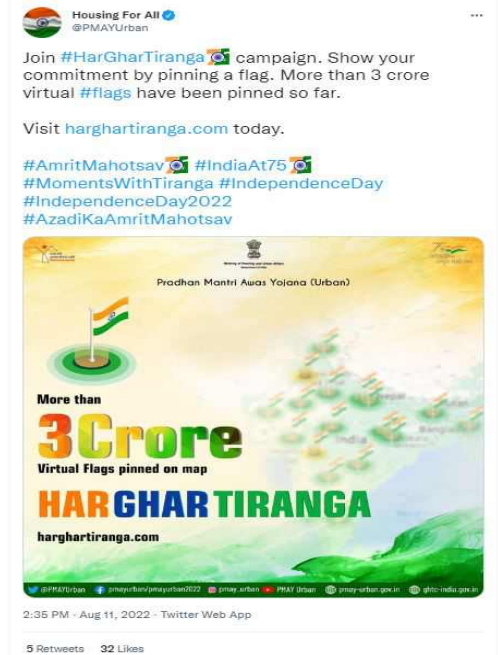 Housing For All
@PMAYUrban
Join #HarGharTiranga campaign. Show your
commitment by pinning a flag. More than 3 crore
virtual #flags have been pinned so far.
Visit harghartiranga.com today.
#AmritMahotsav #IndiaAt75
#MomentsWithTiranga #IndependenceDay
#IndependenceDay2022
#AzadiKaAmritMahotsav
Pradhan Mantri Awas Yojana (Urban)
More than
3Crore
Virtual Flags pinned on map
HAR GHAR TIRANGA
harghartiranga.com
India
@PMAYUrban pmayurban/pmayurban2022 pmay_urban PMAY Urban pmay-urban.gov.in ghtc-india.gov.in
2:35 PM · Aug 11, 2022 · Twitter Web App
5 Retweets 32 Likes